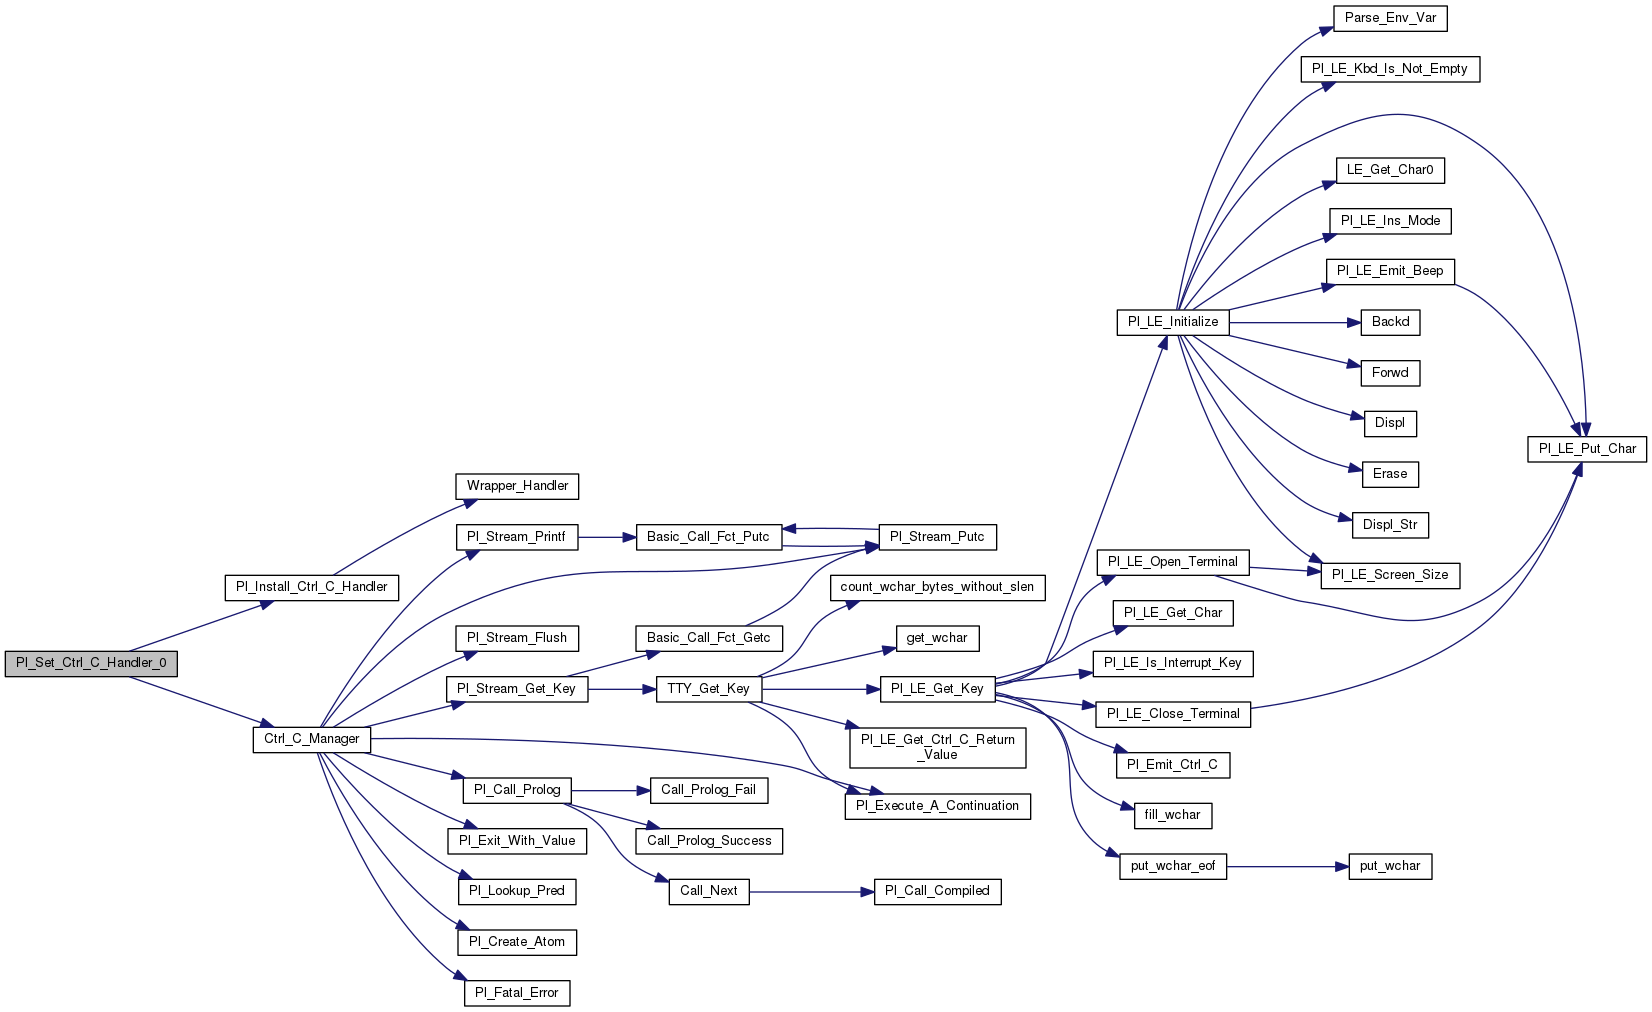 Parse_Env_Var
Pl_LE_Kbd_Is_Not_Empty
LE_Get_Char0
Pl_LE_Ins_Mode
Pl_LE_Emit_Beep
Pl_LE_Initialize
Backd
Forwd
Displ
Pl_LE_Put_Char
Erase
Wrapper_Handler
Displ_Str
Pl_Stream_Printf
Basic_Call_Fct_Putc
Pl_Stream_Putc
Pl_LE_Open_Terminal
Pl_LE_Screen_Size
Pl_Install_Ctrl_C_Handler
count_wchar_bytes_without_slen
Pl_LE_Get_Char
Pl_Stream_Flush
Basic_Call_Fct_Getc
get_wchar
Pl_Set_Ctrl_C_Handler_0
Pl_LE_Is_Interrupt_Key
Pl_Stream_Get_Key
TTY_Get_Key
Pl_LE_Get_Key
Pl_LE_Close_Terminal
Ctrl_C_Manager
Pl_LE_Get_Ctrl_C_Return
_Value
Pl_Emit_Ctrl_C
Pl_Call_Prolog
Call_Prolog_Fail
Pl_Execute_A_Continuation
fill_wchar
Pl_Exit_With_Value
Call_Prolog_Success
put_wchar_eof
put_wchar
Pl_Lookup_Pred
Call_Next
Pl_Call_Compiled
Pl_Create_Atom
Pl_Fatal_Error